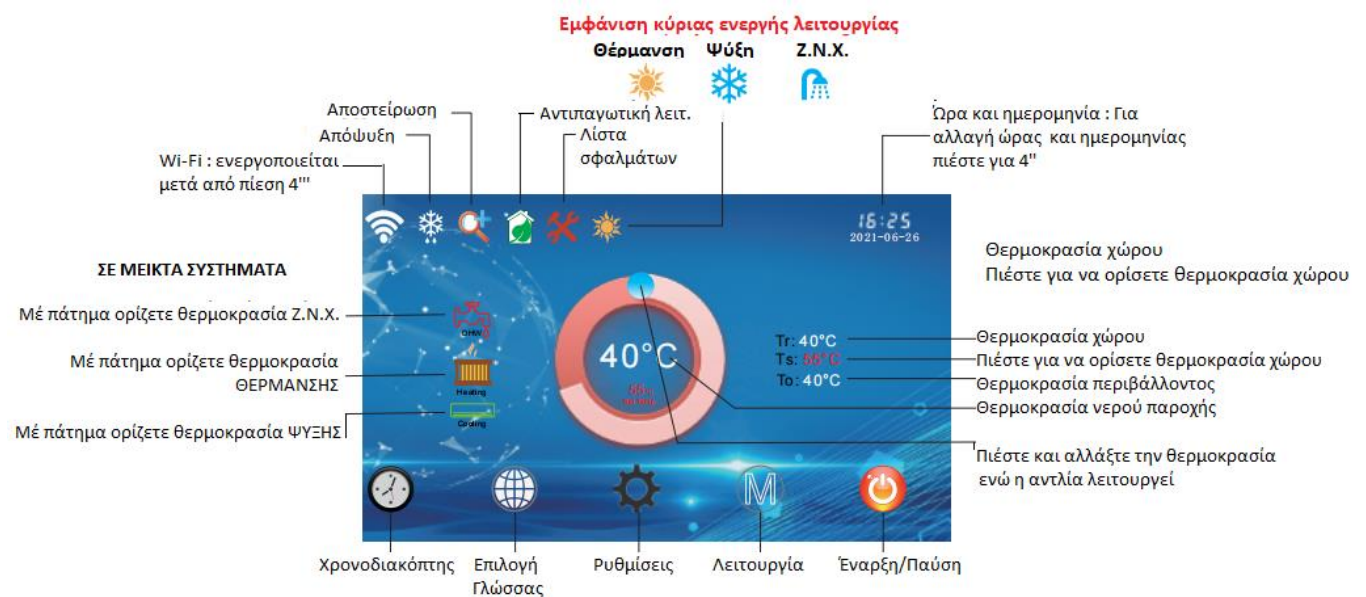 Εμφάνιση κύριας ενεργής λειτουργίας
Θέρμανση Ψύξη Ζ.Ν.Χ.
Αποστείρωση
Απόψυξη
Wi-Fi : ενεργοποιείται
μετά από πίεση 4'''
Αντιπαγωτική λειτ.
Λίστα
σφαλμάτων
Ώρα και ημερομηνία : Για
αλλαγή ώρας και ημερομηνίας
πιέστε για 4''
16:25
2021-06-26
ΣΕ ΜΕΙΚΤΑ ΣΥΣΤΗΜΑΤΑ
Μέ πάτημα ορίζετε θερμοκρασία Ζ.Ν.Χ.
Μέ πάτημα ορίζετε θερμοκρασία
ΘΕΡΜΑΝΣΗΣ
Μέ πάτημα ορίζετε θερμοκρασία ΨΥΞΗΣ
DHW
Heating
Cooling
40°C
Tr: 40°C
Ts: 55°C
To: 40°C
Θερμοκρασία χώρου
Πιέστε για να ορίσετε θερμοκρασία χώρου
Θερμοκρασία χώρου
Πιέστε για να ορίσετε θερμοκρασία χώρου
Θερμοκρασία περιβάλλοντος
Θερμοκρασία νερού παροχής
Πιέστε και αλλάξτε την θερμοκρασία
ενώ η αντλία λειτουργεί
M
Χρονοδιακόπτης
Επιλογή
Γλώσσας
Ρυθμίσεις
Λειτουργία
Έναρξη/Παύση